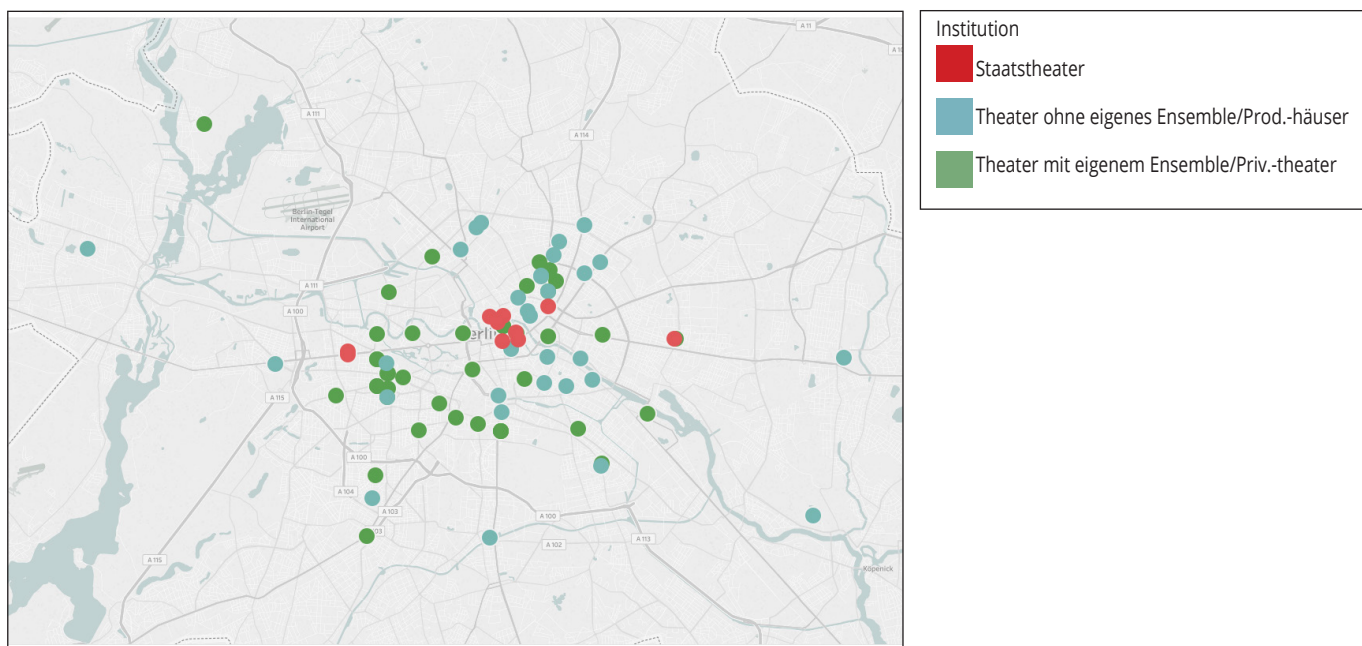 Institution
Staatstheater
Theater ohne eigenes Ensemble/Prod.-häuser
Theater mit eigenem Ensemble/Priv.-theater
A 11
A 111
A 114
Berlin-Tegel
International
Airport
A 111
A 100
A 115
A 100
A 104
A 103
A 100
A 102
A 113
A 115
Köpenick